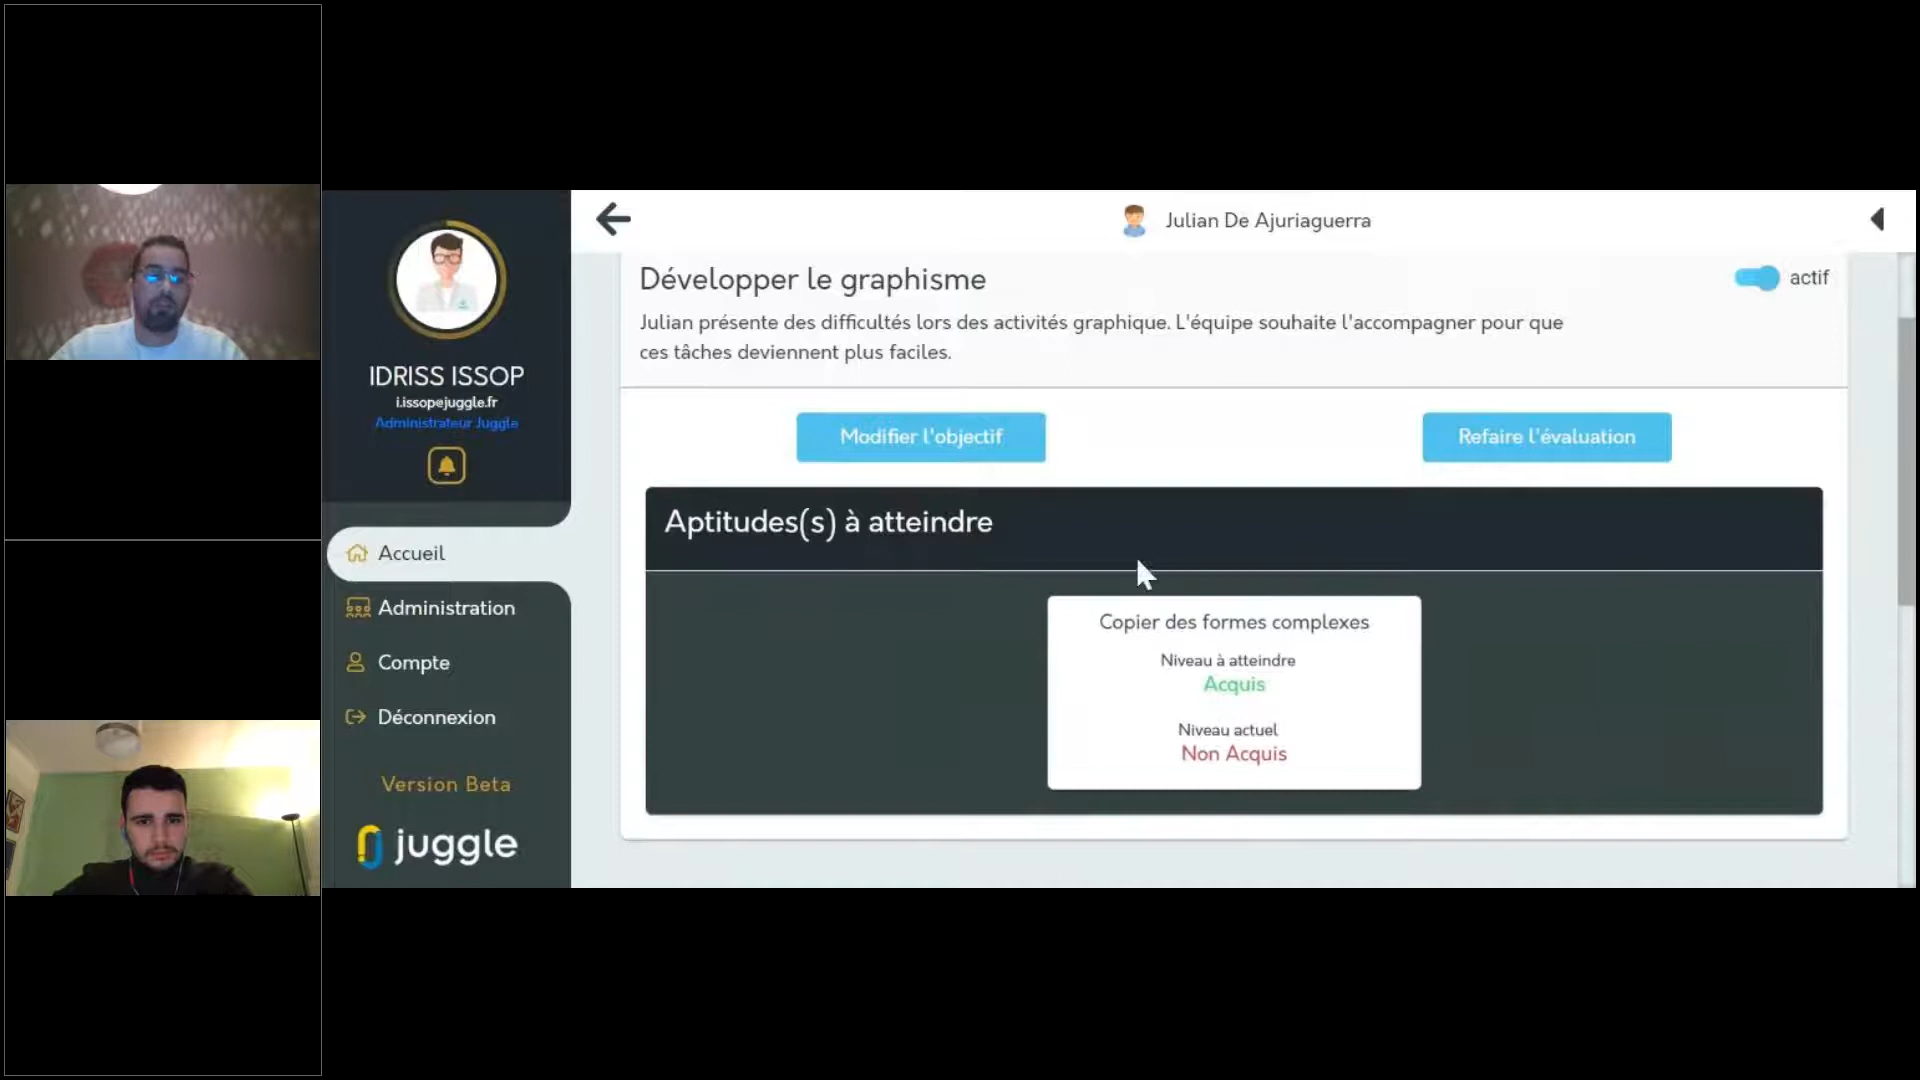 IDRISS ISSOP
i.issop@juggle.fr
Administrateur Juggle
Accueil
Administration
Compte
Déconnexion
Version Beta
juggle
Julian De Ajuriaguerra
Développer le graphisme
actif
Julian présente des difficultés lors des activités graphique. L'équipe souhaite l'accompagner pour que
ces tâches deviennent plus faciles.
Modifier l'objectif
Refaire l'évaluation
Aptitudes(s) à atteindre
Copier des formes complexes
Niveau à atteindre
Acquis
Niveau actuel
Non Acquis